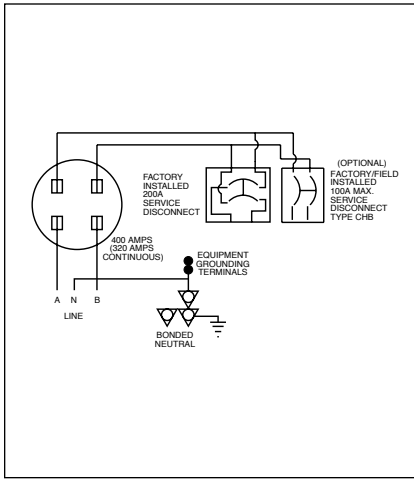 (OPTIONAL)
FACTORY/FIELD
INSTALLED
100A MAX.
SERVICE
DISCONNECT
TYPE CHB
FACTORY
INSTALLED
200A
SERVICE
DISCONNECT
400 AMPS
(320 AMPS
CONTINUOUS)
EQUIPMENT
GROUNDING
TERMINALS
A N B
LINE
BONDED
NEUTRAL